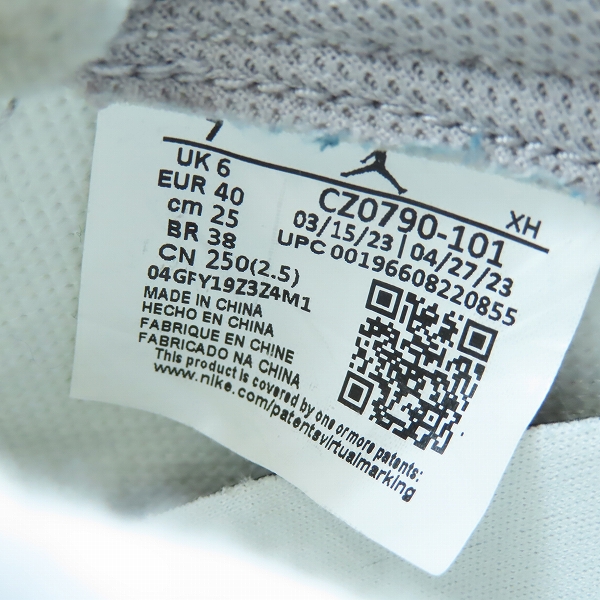 7
UK 6
EUR 40
cm 25
BR 38
CN 250(2.5)
04GFY19Z3Z4M1
XH
CZ0790-101
03/15/23 | 04/27/23
UPC 00196608220855
MADE IN CHINA
HECHO EN CHINA
FABRIQUE EN CHINE
FABRICADO NA CHINA
This product is covered by one or more patents:
www.nike.com/patentsvirtualmarking